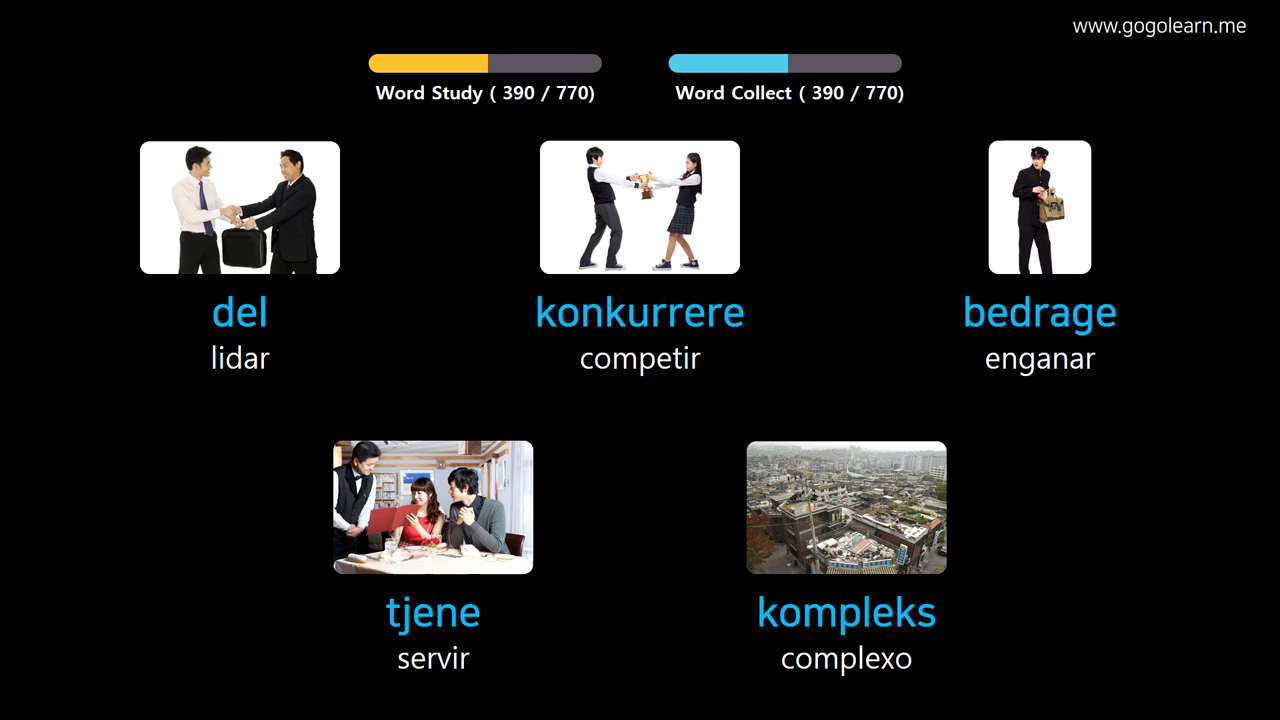 www.gogolearn.me
Word Study ( 390 / 770)
Word Collect ( 390 / 770)
del
lidar
konkurrere
competir
bedrage
enganar
tjene
servir
kompleks
complexo